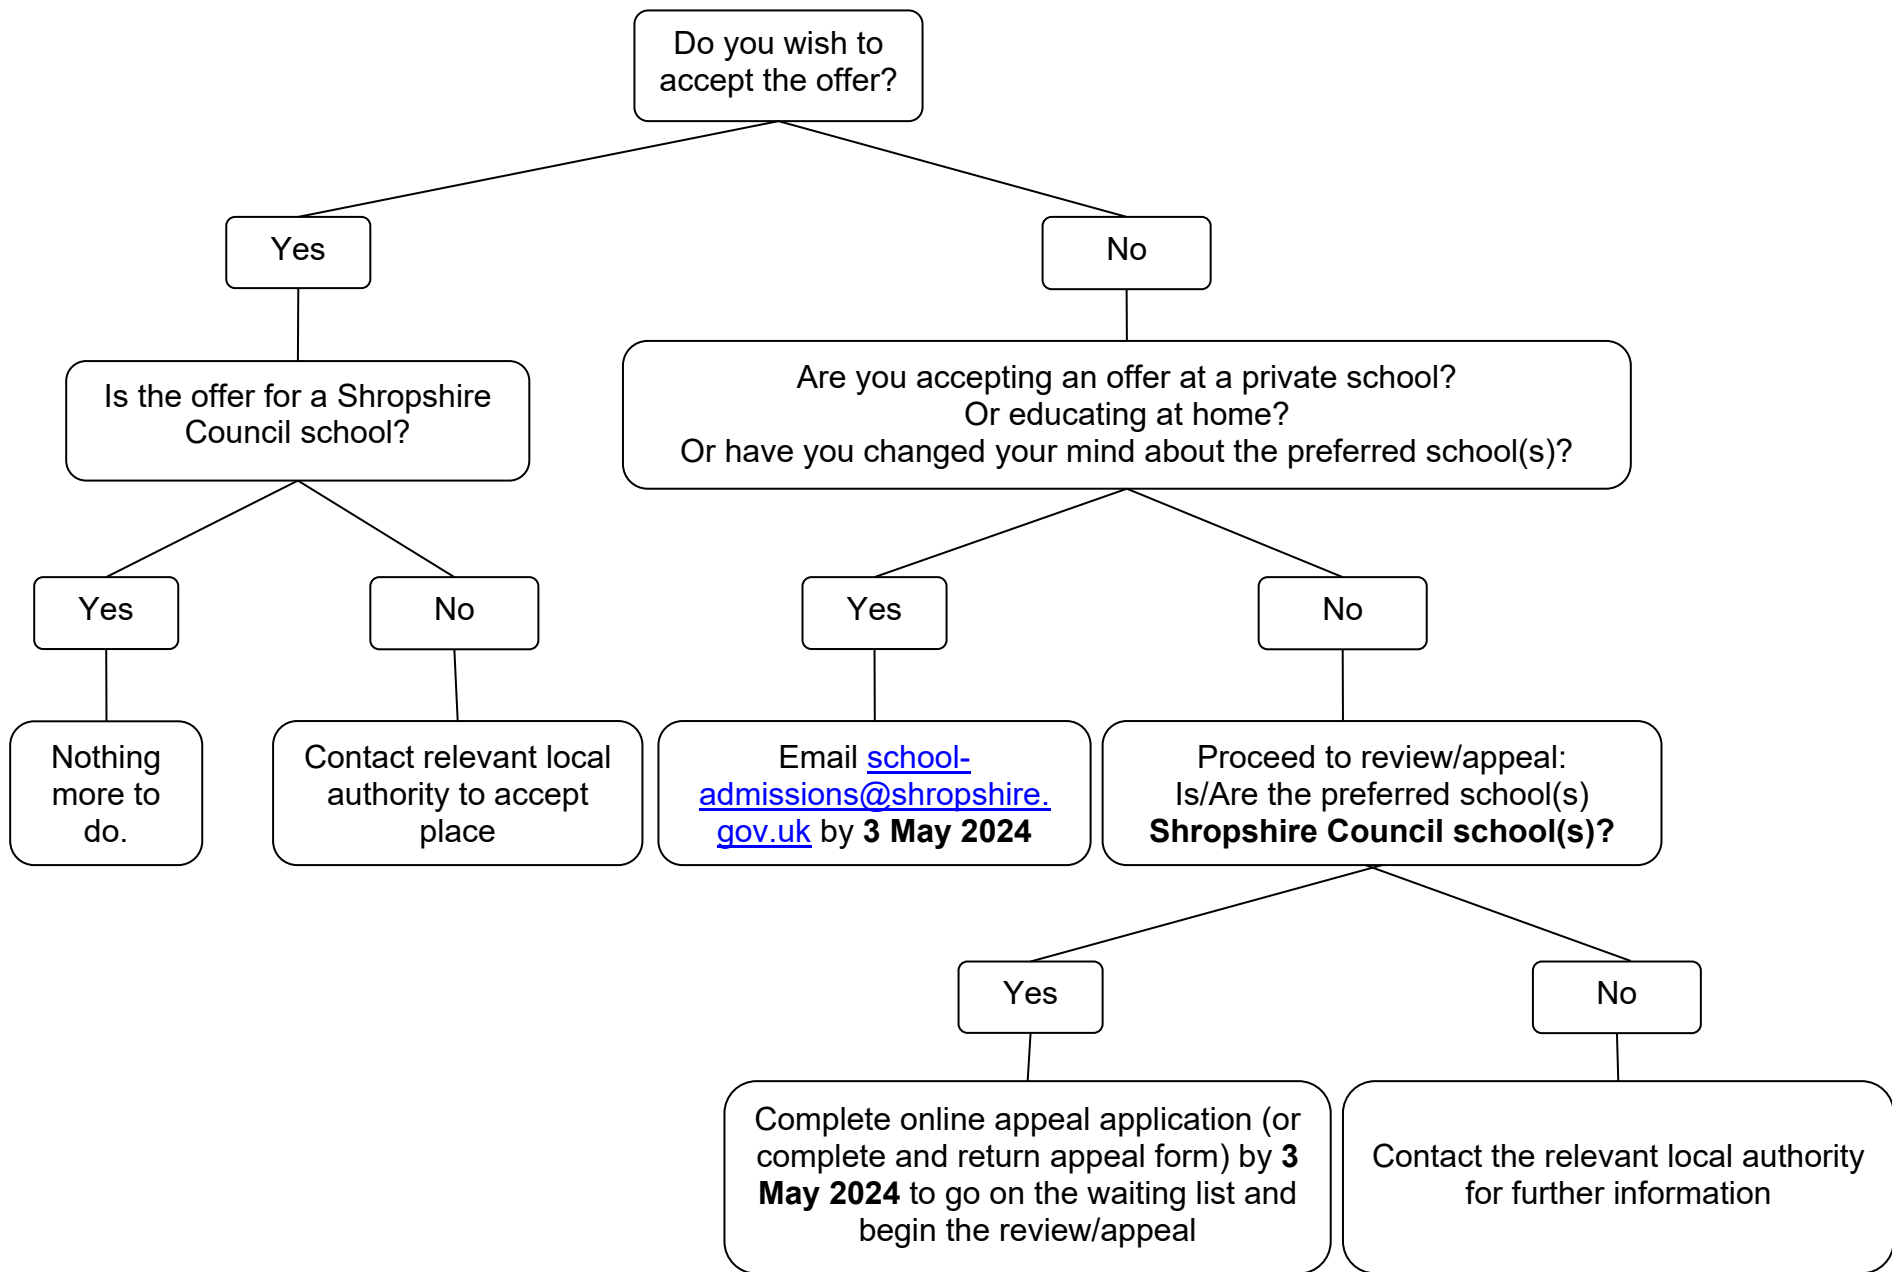 Do you wish to
accept the offer?
Yes
No
Is the offer for a Shropshire
Council school?
Are you accepting an offer at a private school?
Or educating at home?
Or have you changed your mind about the preferred school(s)?
Yes
No
Yes
No
Nothing
more to
do.
Contact relevant local
authority to accept
place
Email school-
admissions@shropshire.
gov.uk by 3 May 2024
Proceed to review/appeal:
Is/Are the preferred school(s)
Shropshire Council school(s)?
Yes
No
Complete online appeal application (or
complete and return appeal form) by 3
May 2024 to go on the waiting list and
begin the review/appeal
Contact the relevant local authority
for further information